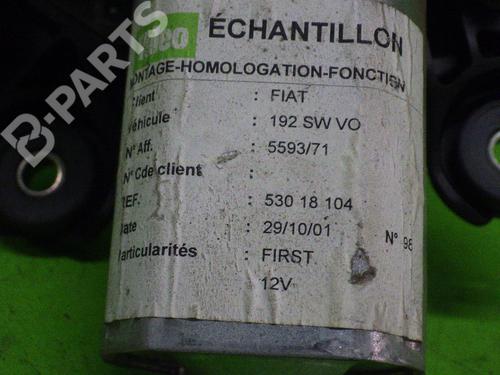 ÉCHANTILLON
MONTAGE-HOMOLOGATION-FONCTION
Client : FIAT
Véhicule : 192 SW VO
N° Aff. : 5593/71
N° Cde client :
REF. : 530 18 104
Date : 29/10/01 N° 98
Particularités : FIRST
12V
B-PARTS